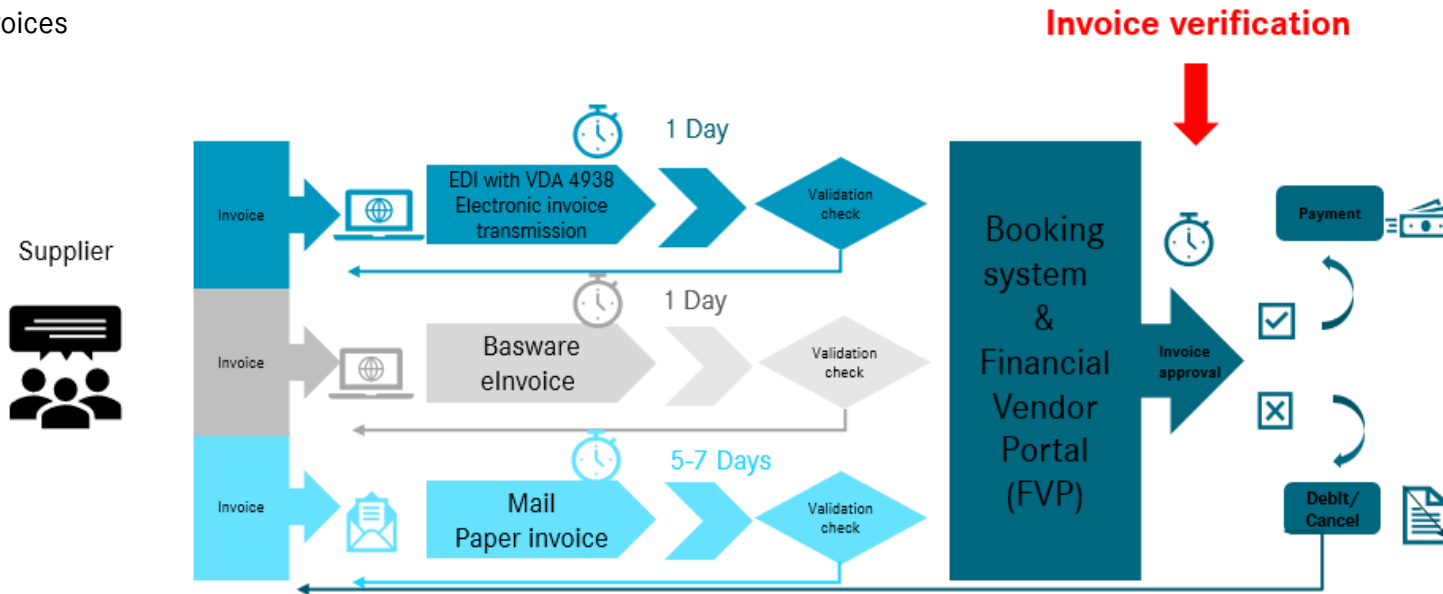 Invoice verification
Supplier
Invoice
EDI with VDA 4938
Electronic invoice
transmission
1 Day
Validation
check
Invoice
Basware
eInvoice
1 Day
Validation
check
Invoice
Mail
Paper invoice
5-7 Days
Validation
check
Booking
system
&
Financial
Vendor
Portal
(FVP)
Invoice
approval
Payment
Debit/
Cancel